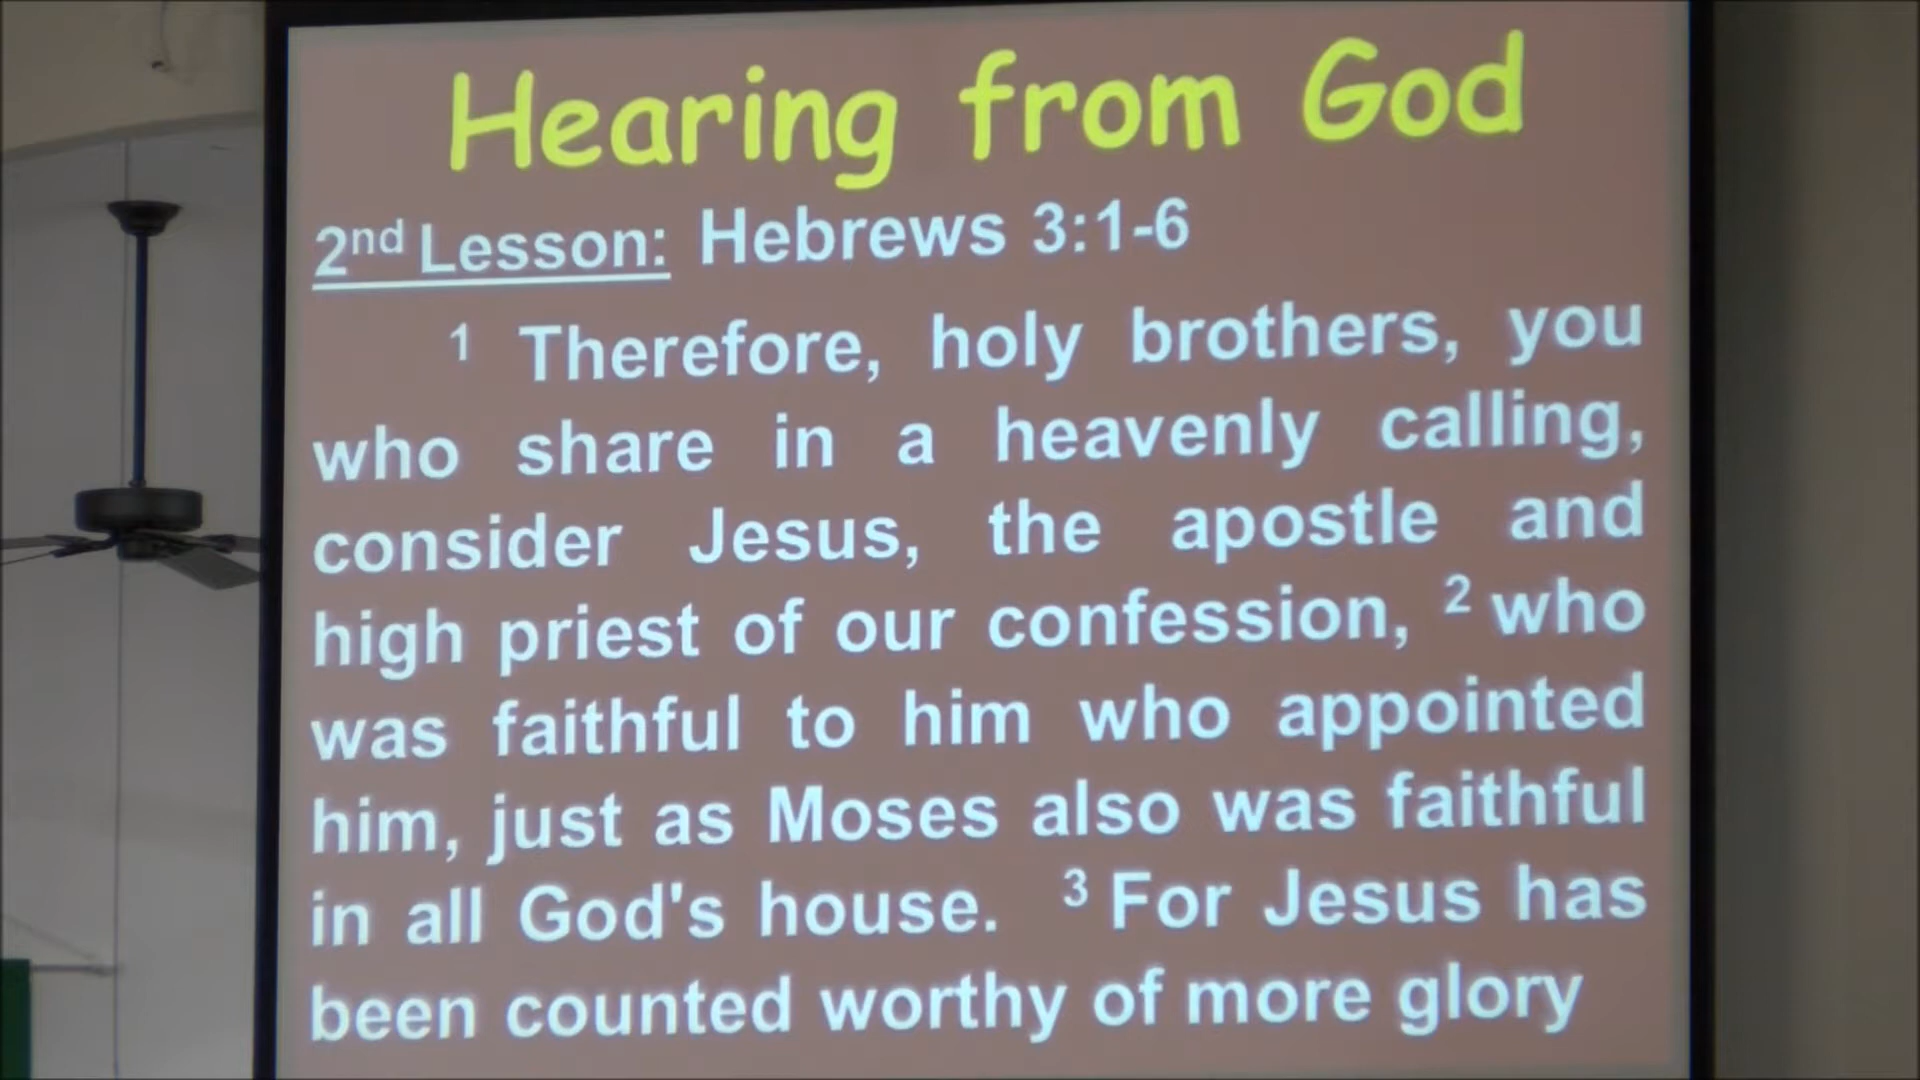 Hearing from God
2nd Lesson: Hebrews 3:1-6
1 Therefore, holy brothers, you
who share in a heavenly calling,
consider Jesus, the apostle and
high priest of our confession, 2 who
was faithful to him who appointed
him, just as Moses also was faithful
in all God's house. 3 For Jesus has
been counted worthy of more glory